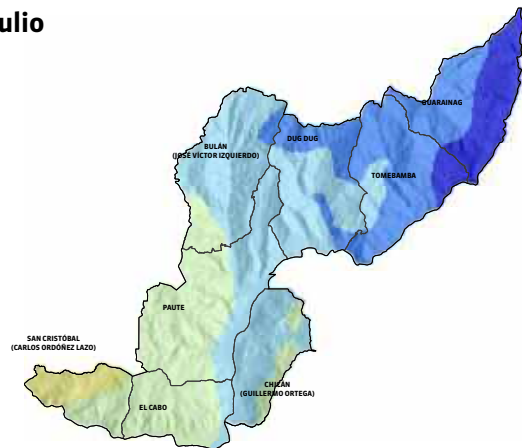 ulio
GUARAINAG
DUG DUG
BULÁN
(JOSÉ VÍCTOR IZQUIERDO)
TOMEBAMBA
PAUTE
SAN CRISTÓBAL
(CARLOS ORDÓÑEZ LAZO)
CHICÁN
(GUILLERMO ORTEGA)
EL CABO